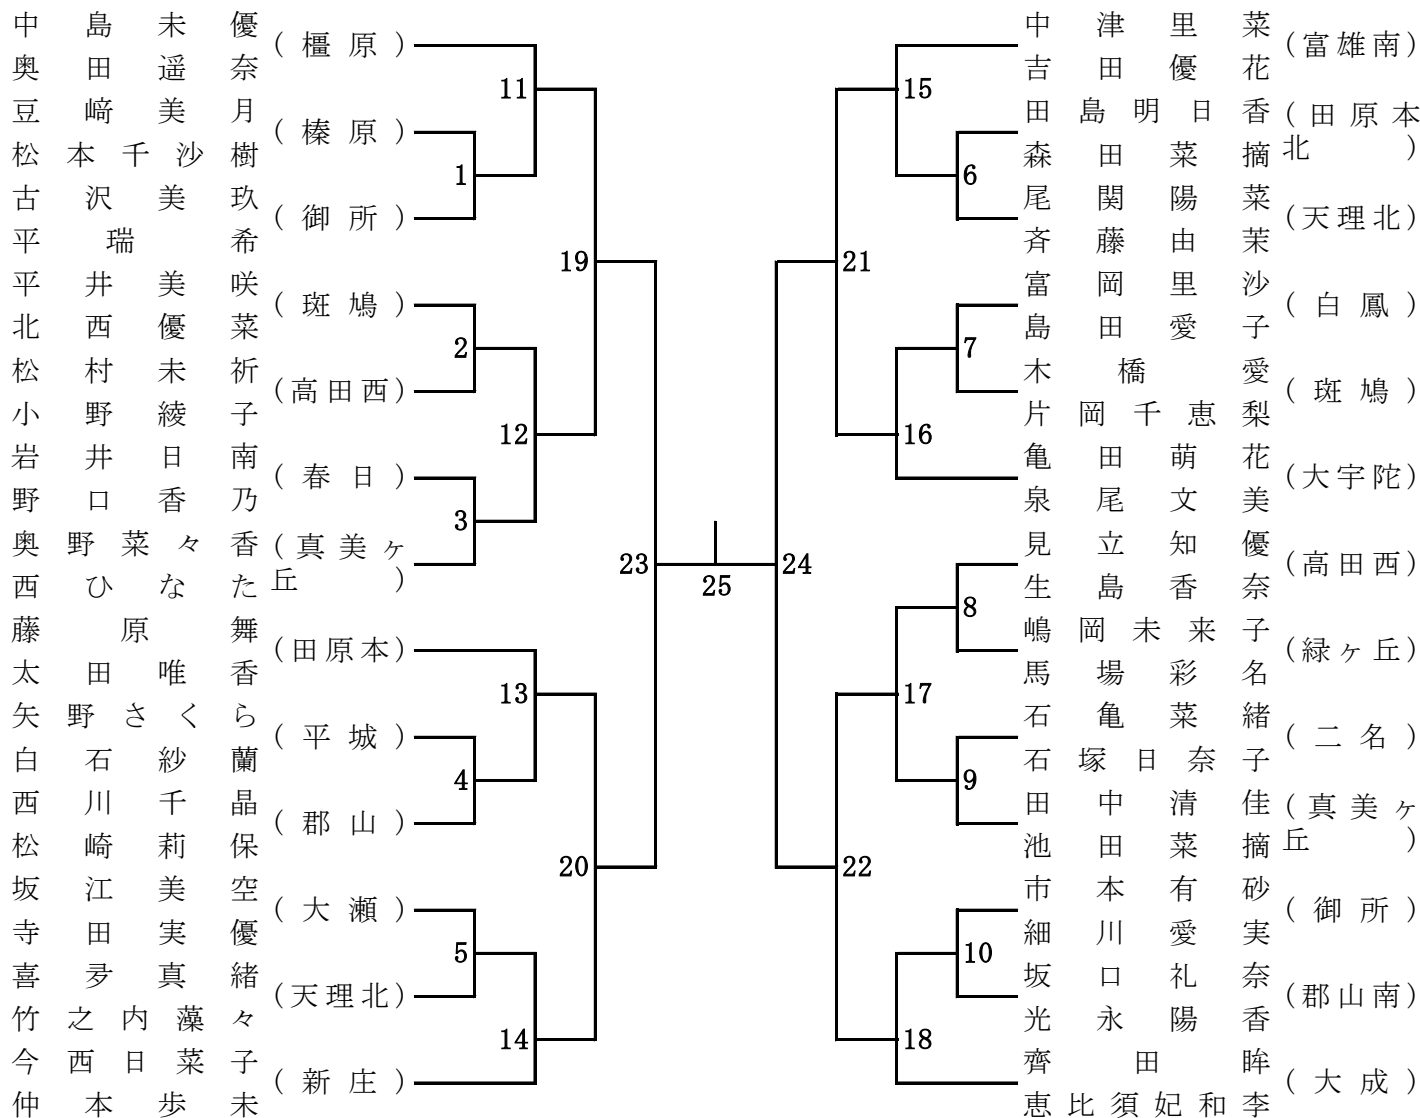 中島未優
(橿原)
奥田遥奈
11
豆﨑美月
(榛原)
松本千沙樹
1
古沢美玖
(御所)
平瑞希
19
平井美咲
(斑鳩)
北西優菜
2
松村未祈
(高田西)
小野綾子
12
岩井日南
(春日)
野口香乃
3
奥野菜々香
(真美ヶ
丘)
西ひなた
23
藤原舞
(田原本)
太田唯香
13
矢野さくら
(平城)
白石紗蘭
4
西川千晶
(郡山)
松崎莉保
20
坂江美空
(大瀬)
寺田実優
5
喜夛真緒
(天理北)
竹之内藻々
14
今西日菜子
(新庄)
仲本歩未
25
中津里菜
(富雄南)
吉田優花
15
田島明日香
(田原本
北)
森田菜摘
6
尾関陽菜
(天理北)
斉藤由茉
21
富岡里沙
(白鳳)
島田愛子
7
木橋愛
(斑鳩)
片岡千恵梨
16
亀田萌花
(大宇陀)
泉尾文美
24
見立知優
(高田西)
生島香奈
8
嶋岡未来子
(緑ヶ丘)
馬場彩名
17
石亀菜緒
(二名)
石塚日奈子
9
田中清佳
(真美ヶ
丘)
池田菜摘
22
市本有砂
(御所)
細川愛実
10
坂口礼奈
(郡山南)
光永陽香
18
齊田眸
(大成)
恵比須妃和李